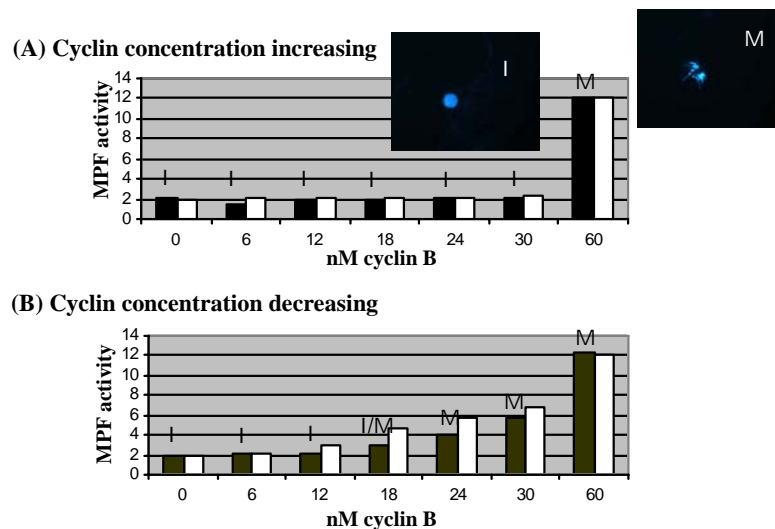 (A) Cyclin concentration increasing
I
M
MPF activity
14
12
10
8
6
4
2
0
M
I I I I I I
0 6 12 18 24 30 60
nM cyclin B
(B) Cyclin concentration decreasing
MPF activity
14
12
10
8
6
4
2
0
I I I I/M M M M
0 6 12 18 24 30 60
nM cyclin B